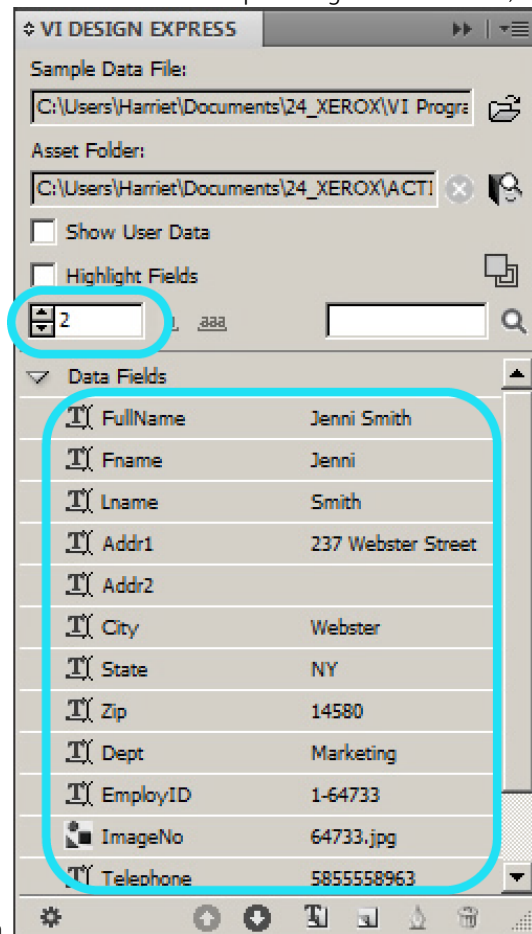 VI DESIGN EXPRESS
Sample Data File:
C:\Users\Harriet\Documents\24_XEROX\VI Progra
Asset Folder:
C:\Users\Harriet\Documents\24_XEROX\ACTI
Show User Data
Highlight Fields
2 aaa
Data Fields
FullName Jenni Smith
Fname Jenni
Lname Smith
Addr1 237 Webster Street
Addr2
City Webster
State NY
Zip 14580
Dept Marketing
EmployID 1-64733
ImageNo 64733.jpg
Telephone 5855558963